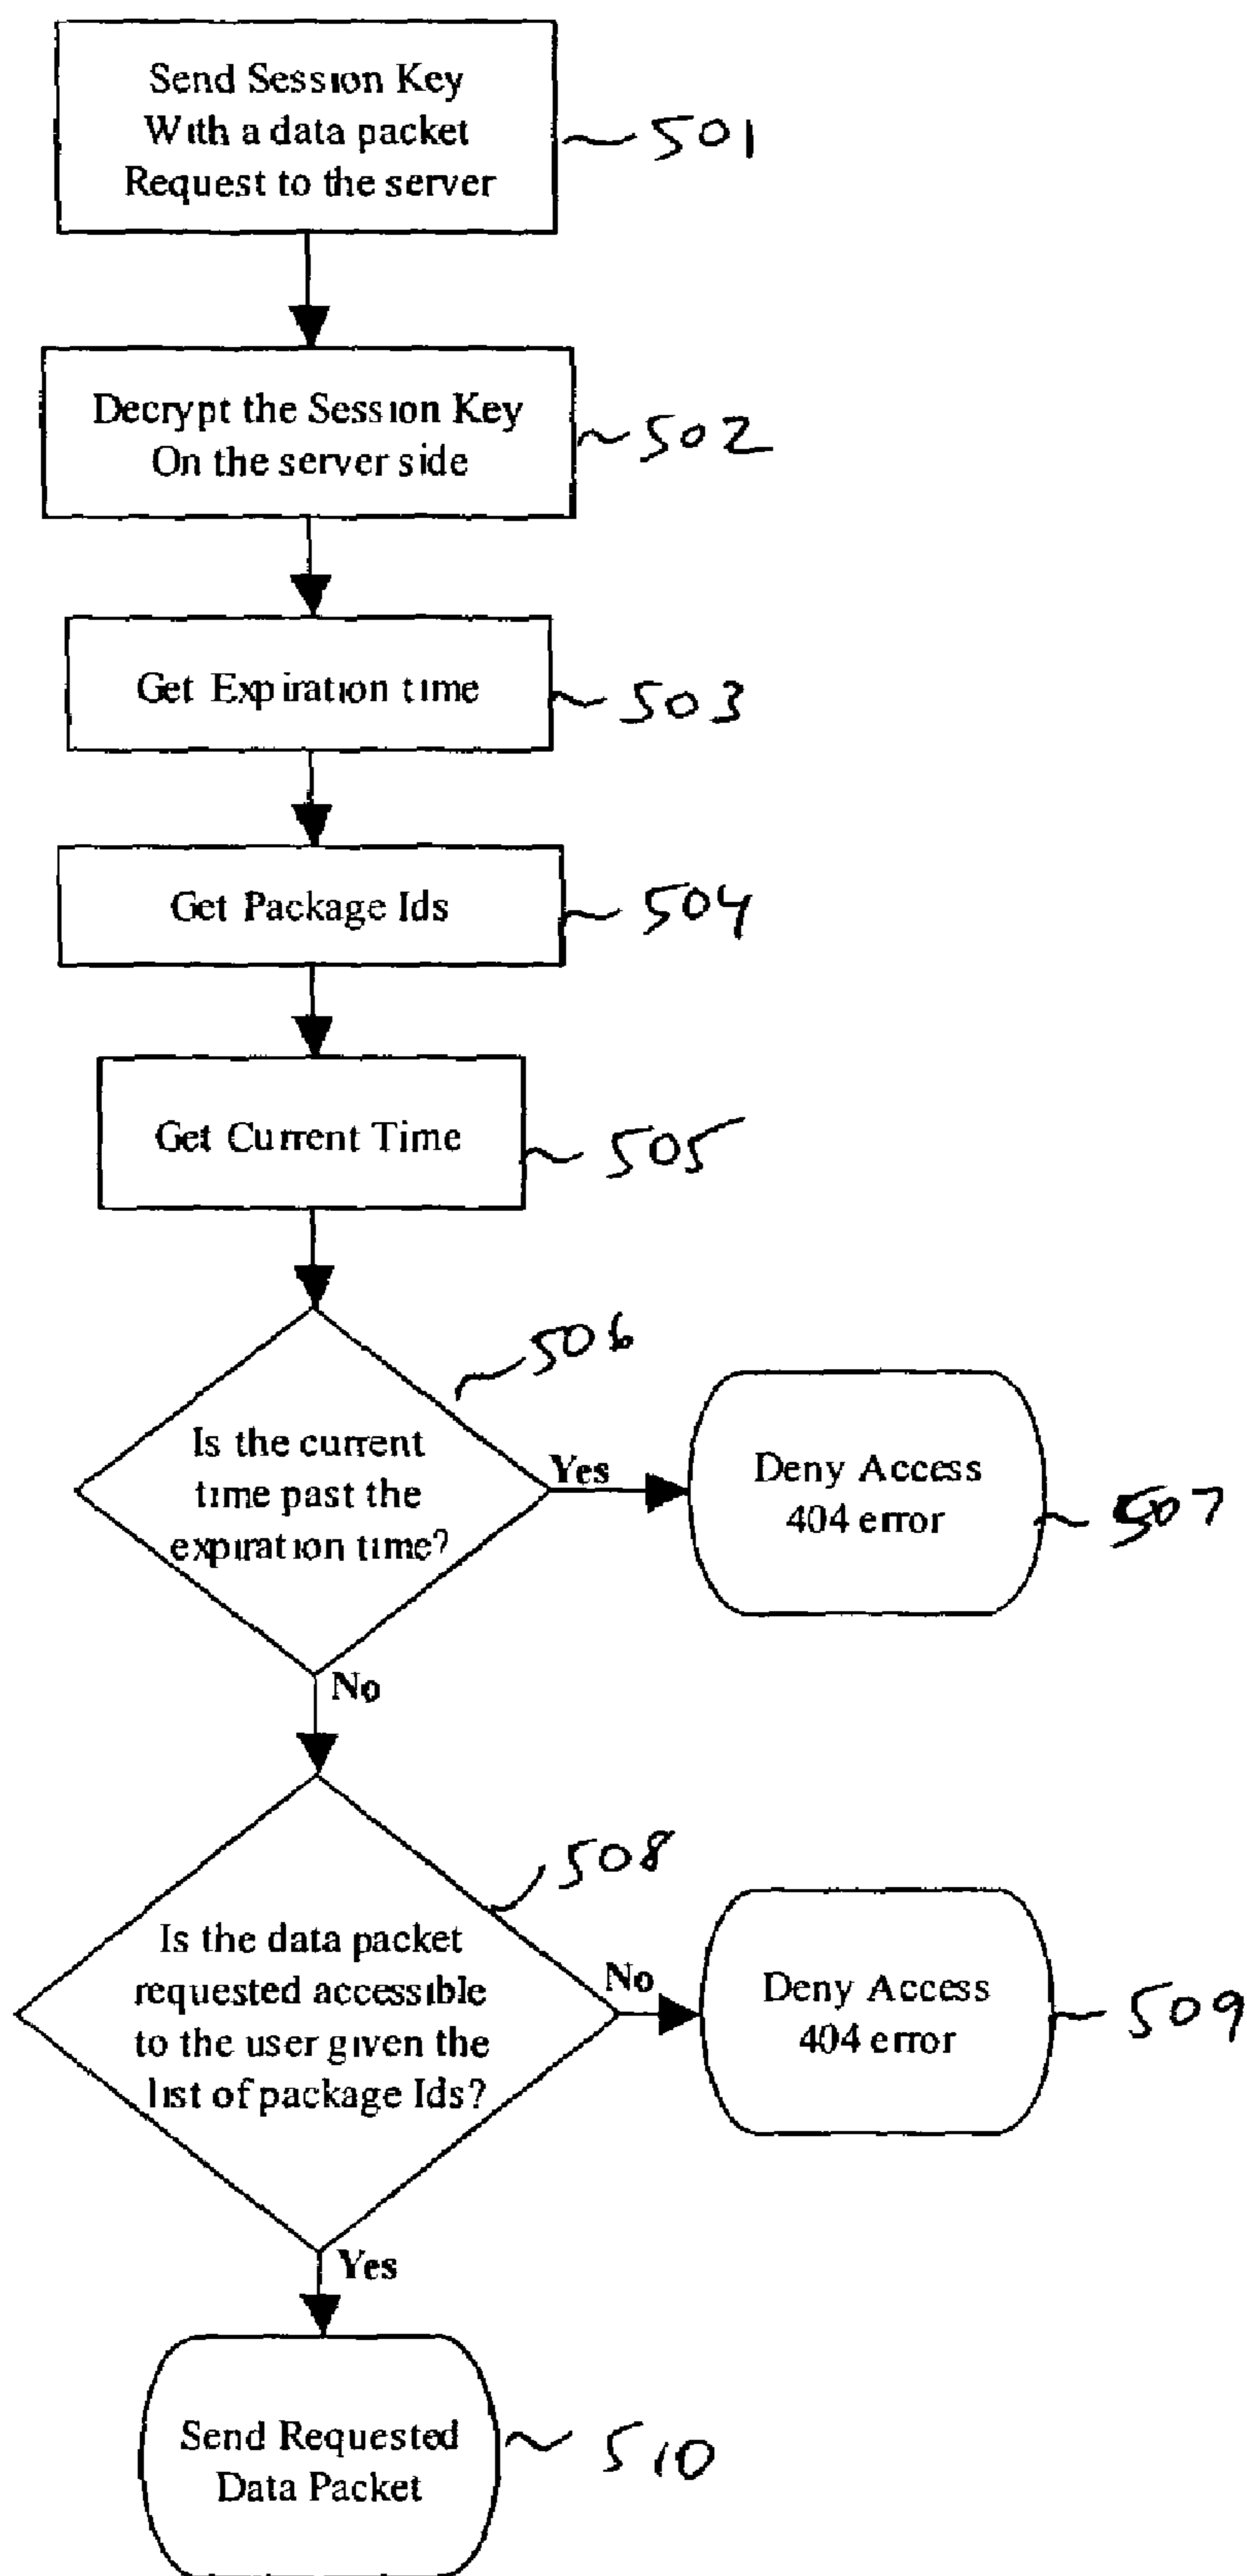 Send Session Key
With a data packet
Request to the server
501
Decrypt the Session Key
On the server side
502
Get Expiration time
503
Get Package Ids
504
Get Current Time
505
506
Is the current
time past the
expiration time?
Yes
Deny Access
404 error
507
No
508
Is the data packet
requested accessible
to the user given the
list of package Ids?
No
Deny Access
404 error
509
Yes
Send Requested
Data Packet
510